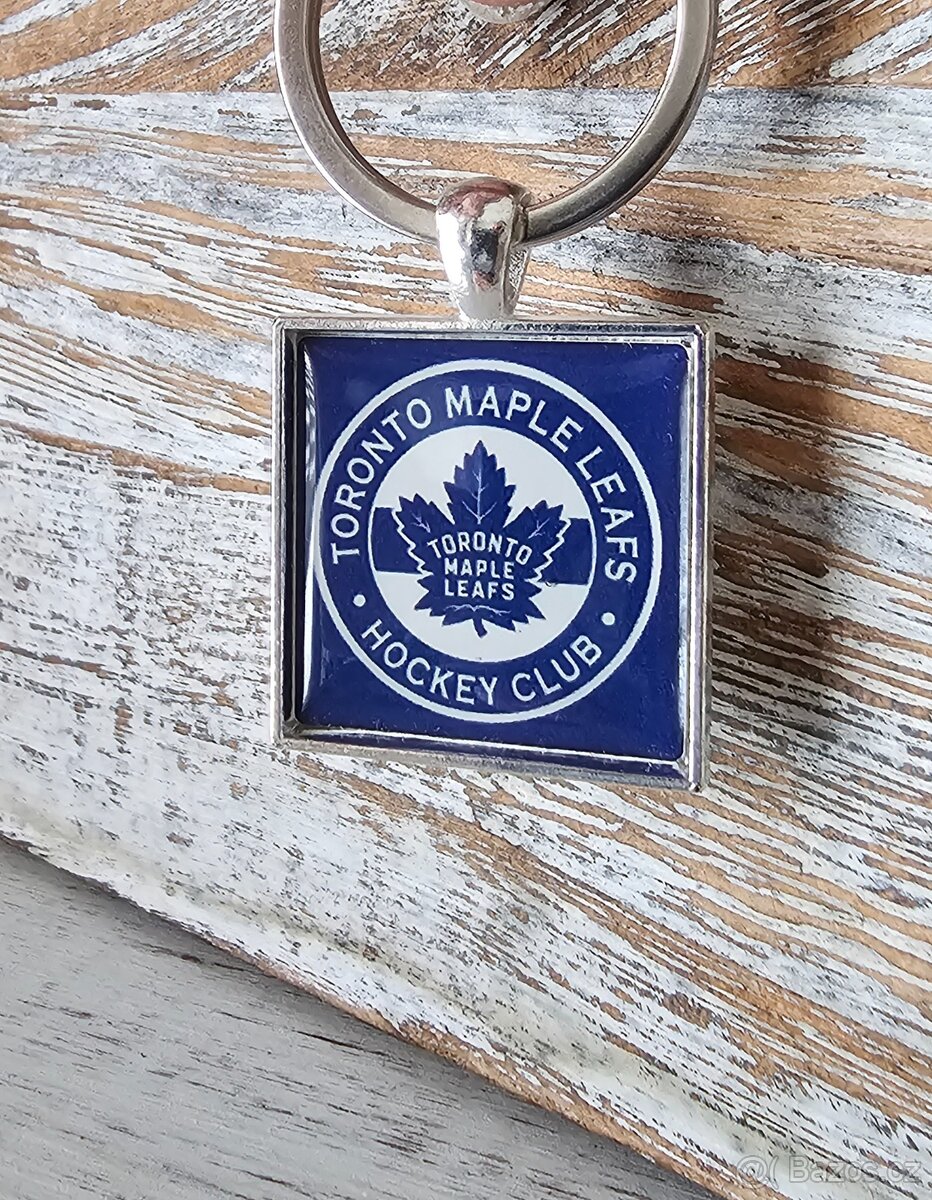 TORONTO MAPLE LEAFS
TORONTO
MAPLE
LEAFS
• HOCKEY CLUB •
@( Bazos.cz